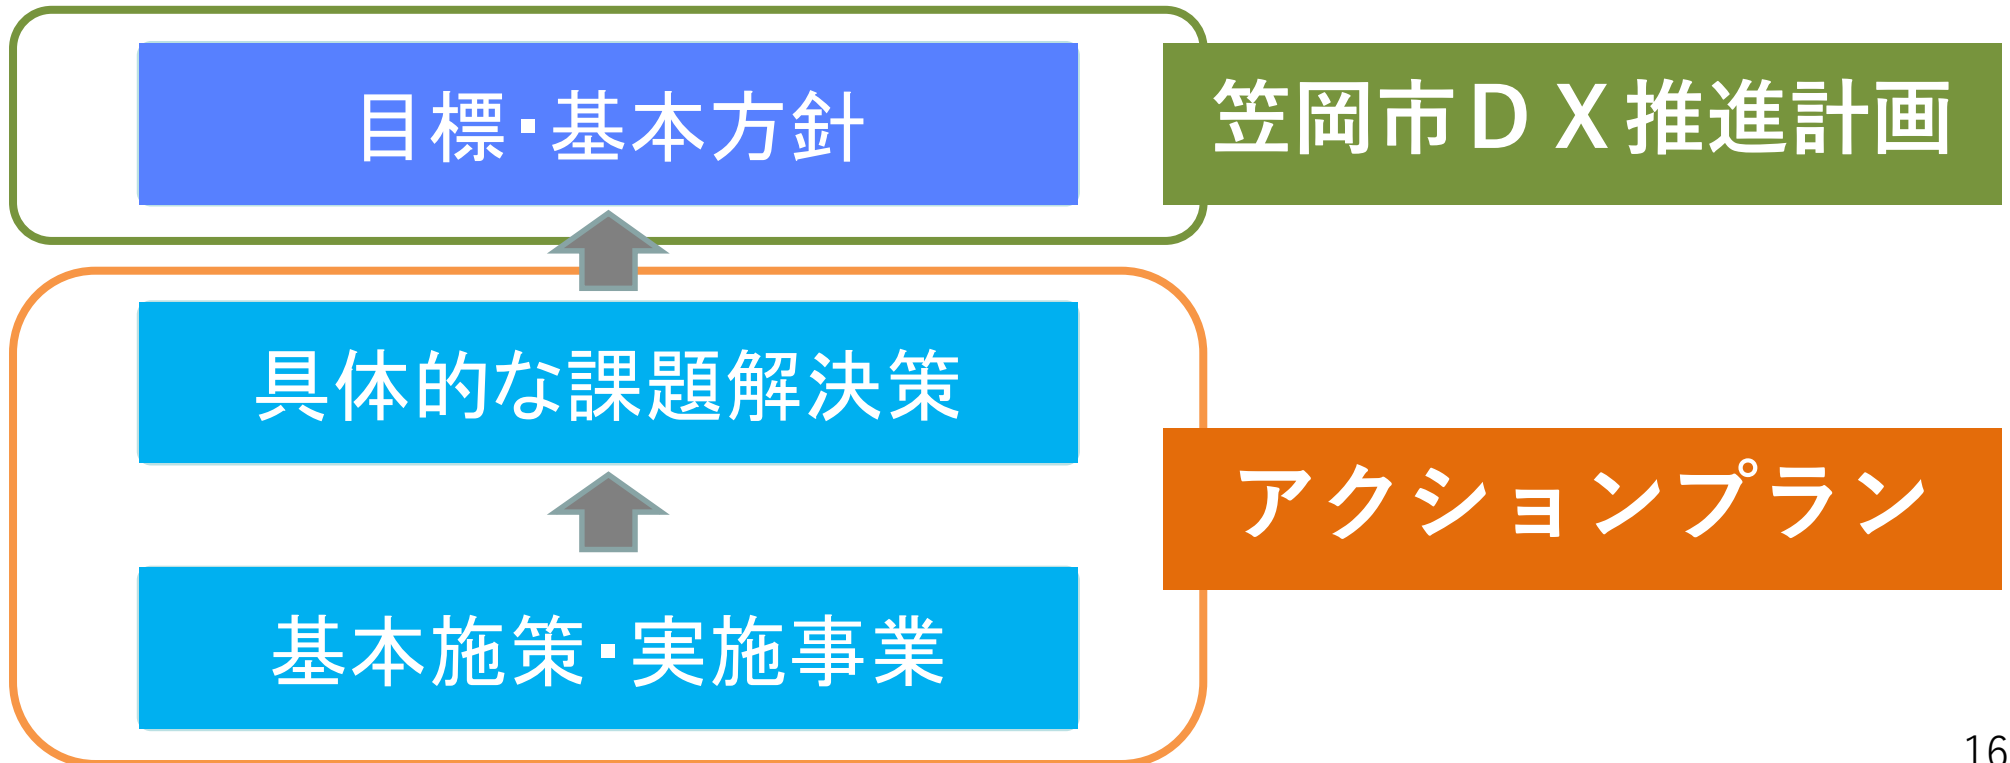 目標・基本方針
笠岡市ＤＸ推進計画
具体的な課題解決策
アクションプラン
基本施策・実施事業
16